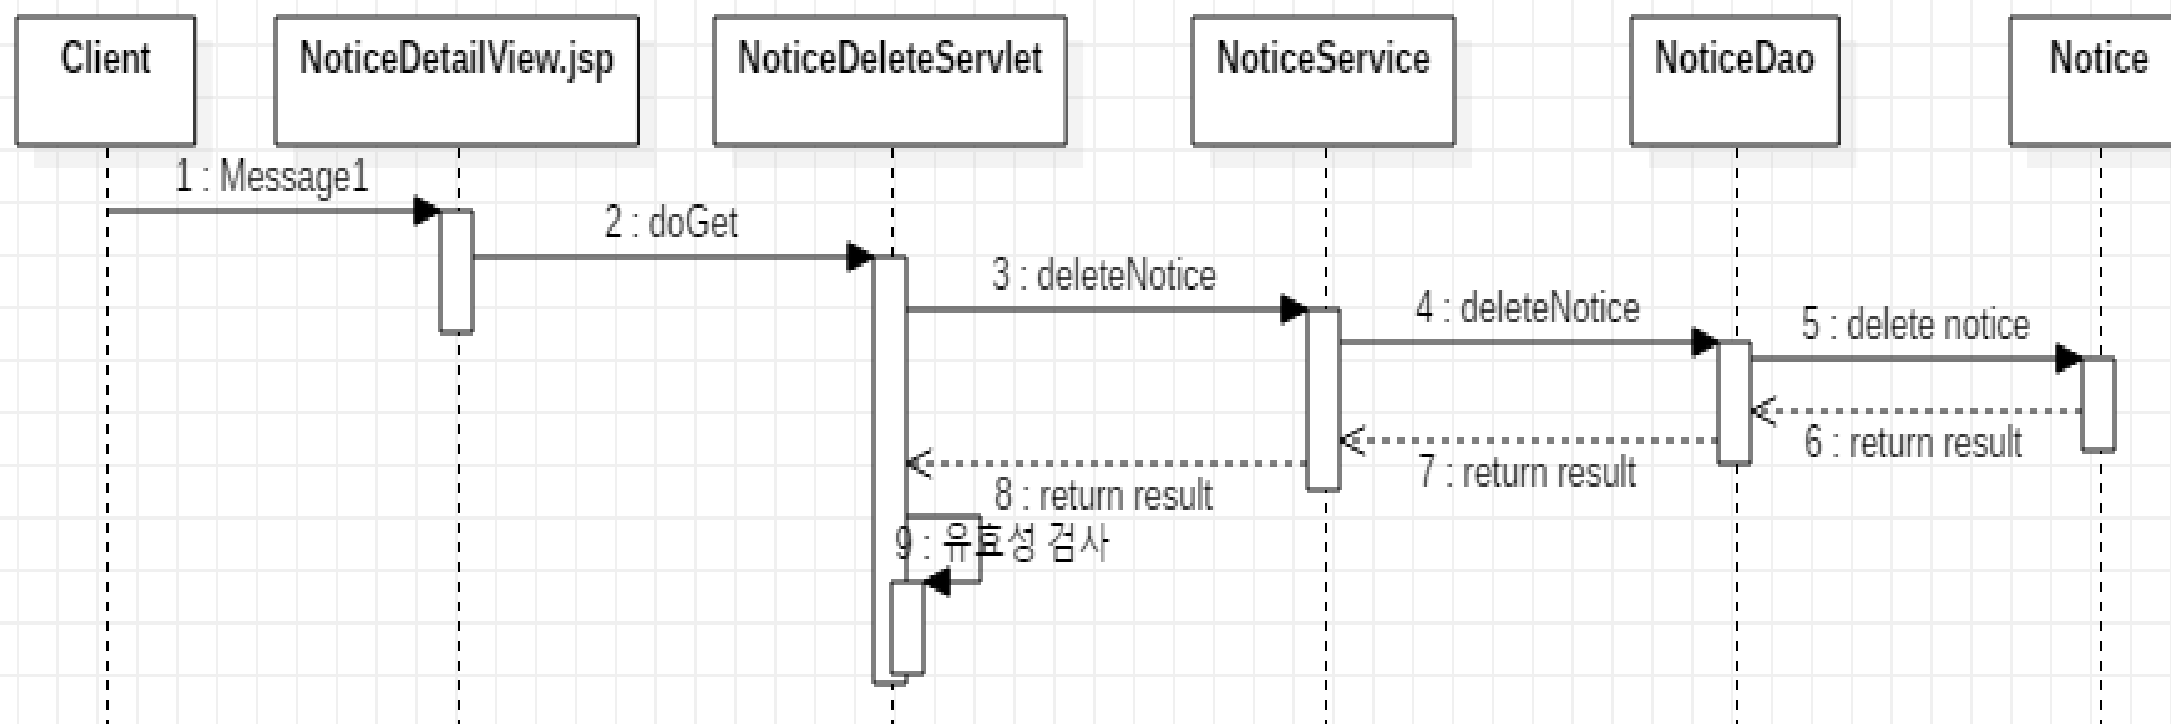 Client
NoticeDetailView.jsp
NoticeDeleteServlet
NoticeService
NoticeDao
Notice
1 : Message1
2 : doGet
3 : deleteNotice
4 : deleteNotice
5 : delete notice
6 : return result
7 : return result
8 : return result
9 : 유효성 검사